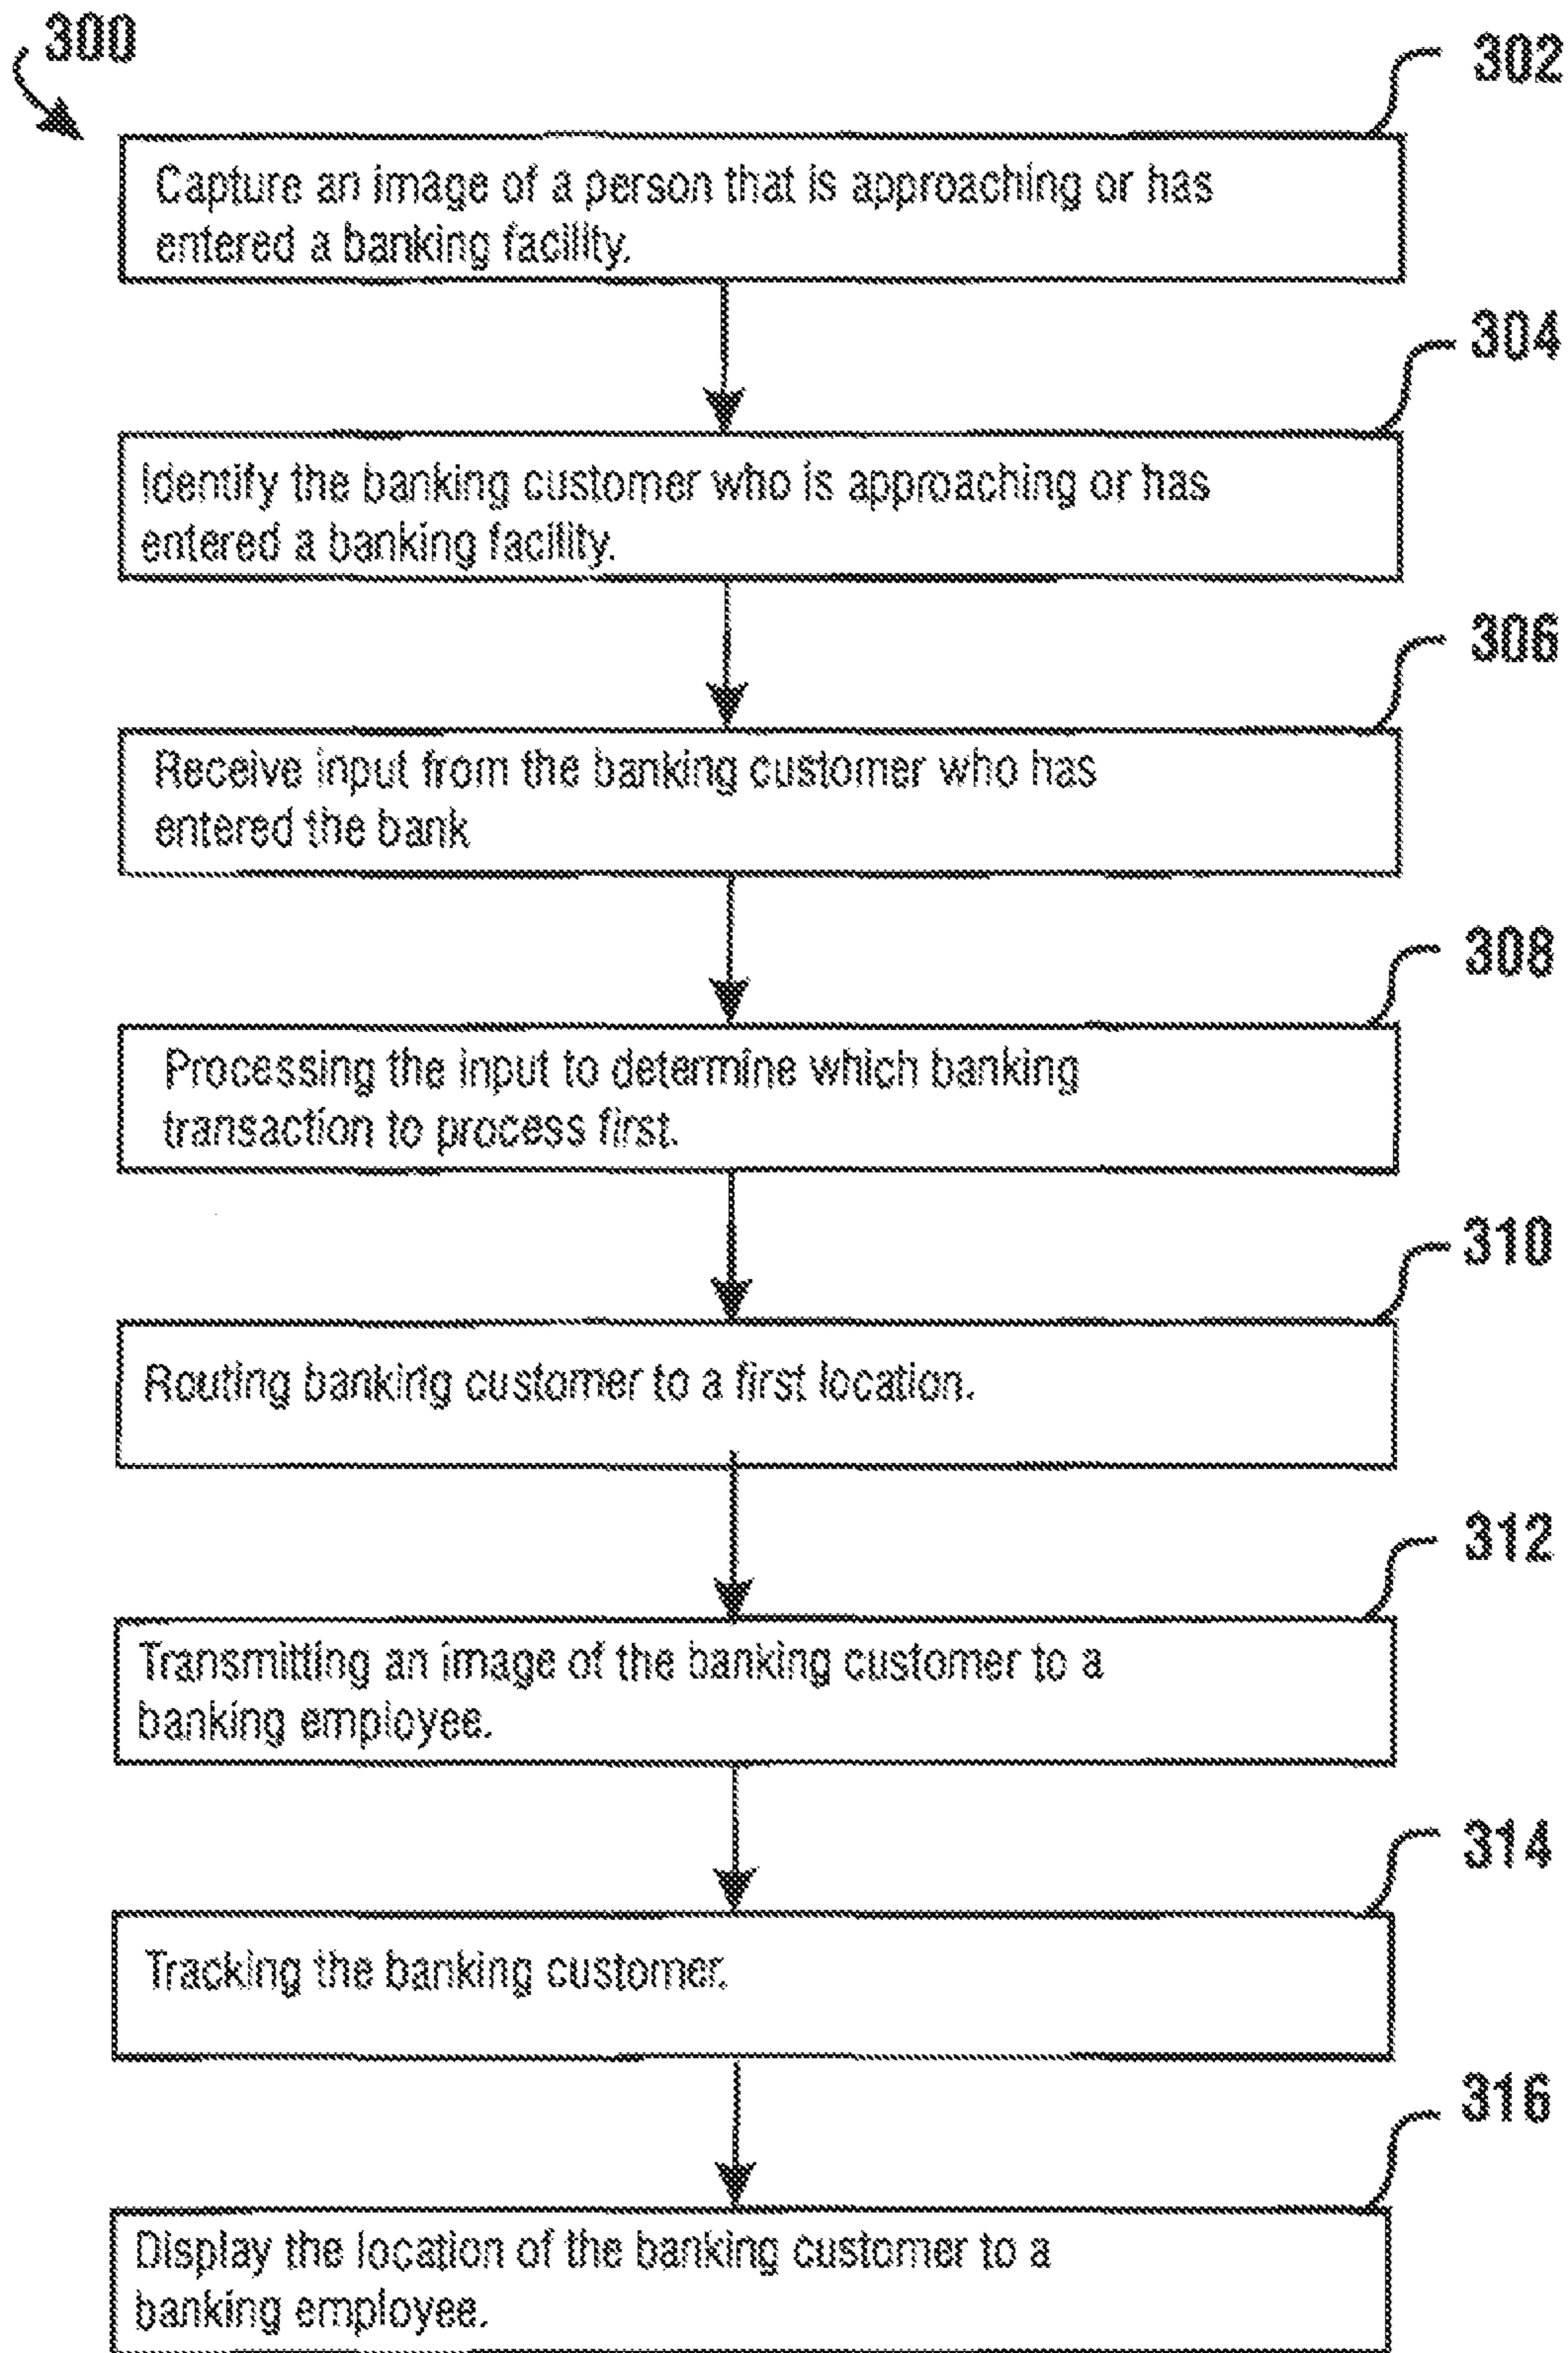 300
302
Capture an image of a person that is approaching or has
entered a banking facility.
304
Identify the banking customer who is approaching or has
entered a banking facility.
306
Receive input from the banking customer who has
entered the bank
308
Processing the input to determine which banking
transaction to process first.
310
Routing banking customer to a first location.
312
Transmitting an image of the banking customer to a
banking employee.
314
Tracking the banking customer.
316
Display the location of the banking customer to a
banking employee.